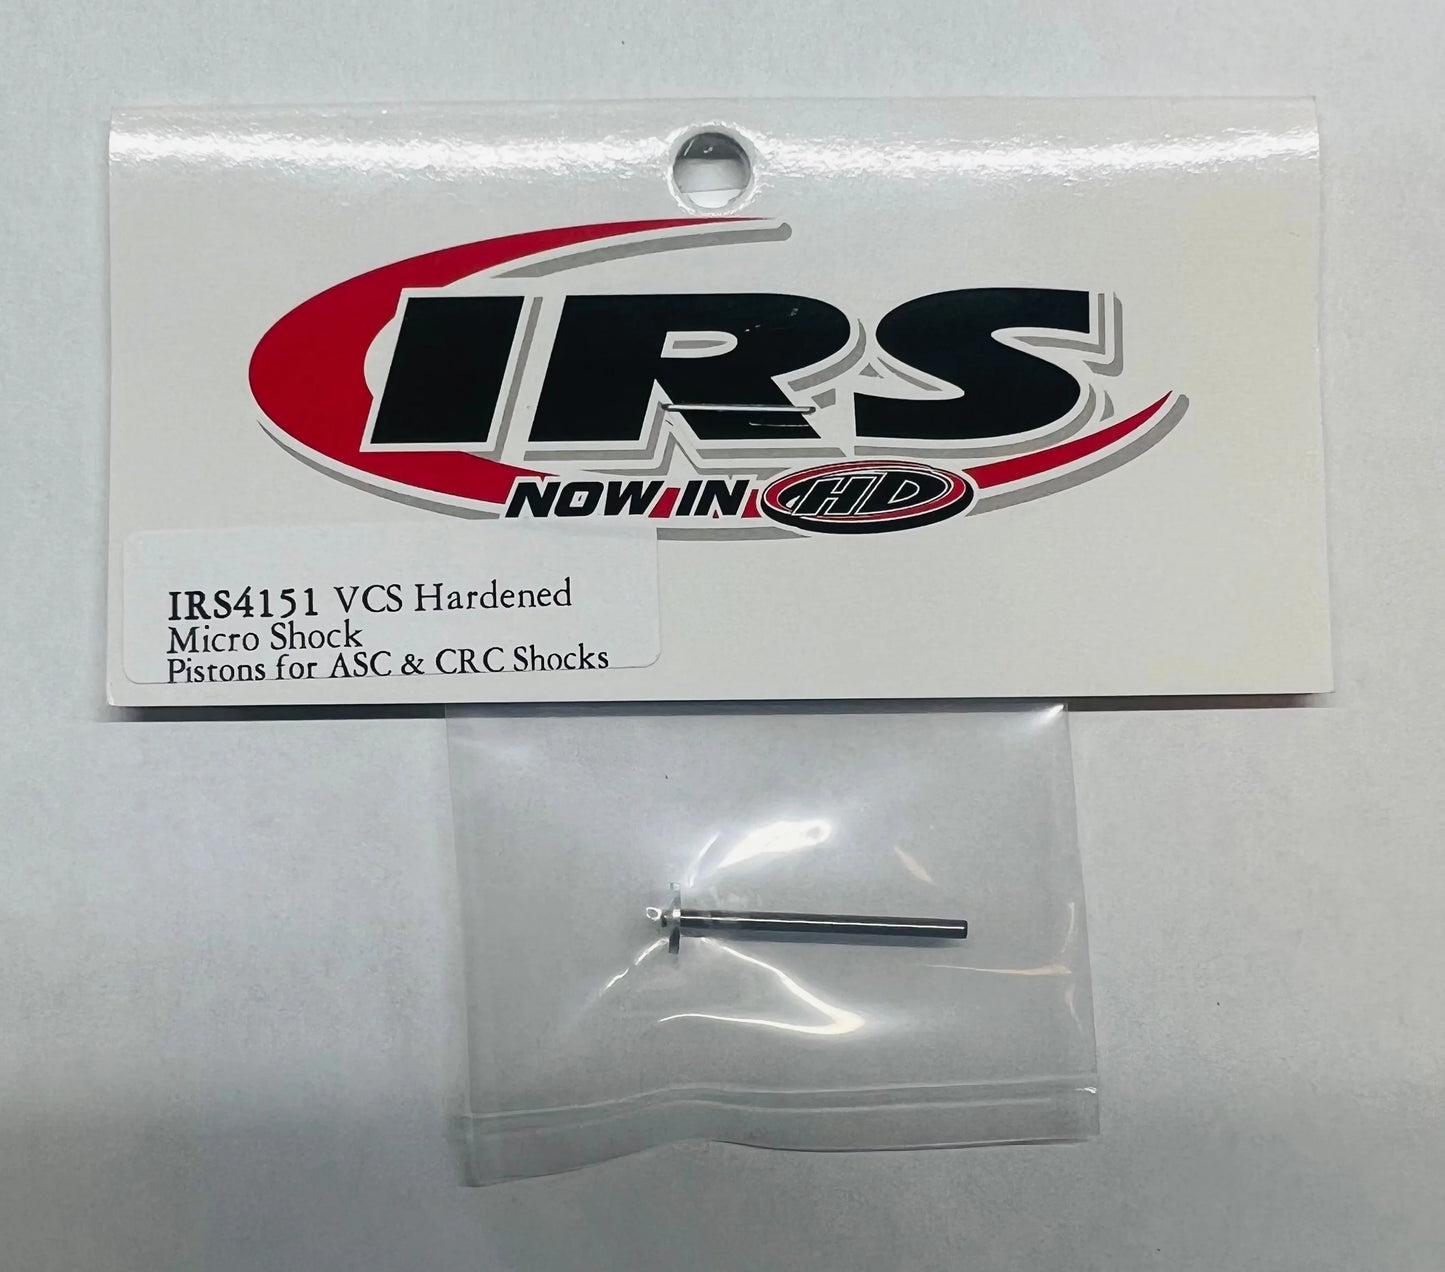 IRS
NOW IN HD
IRS4151 VCS Hardened
Micro Shock
Pistons for ASC & CRC Shocks